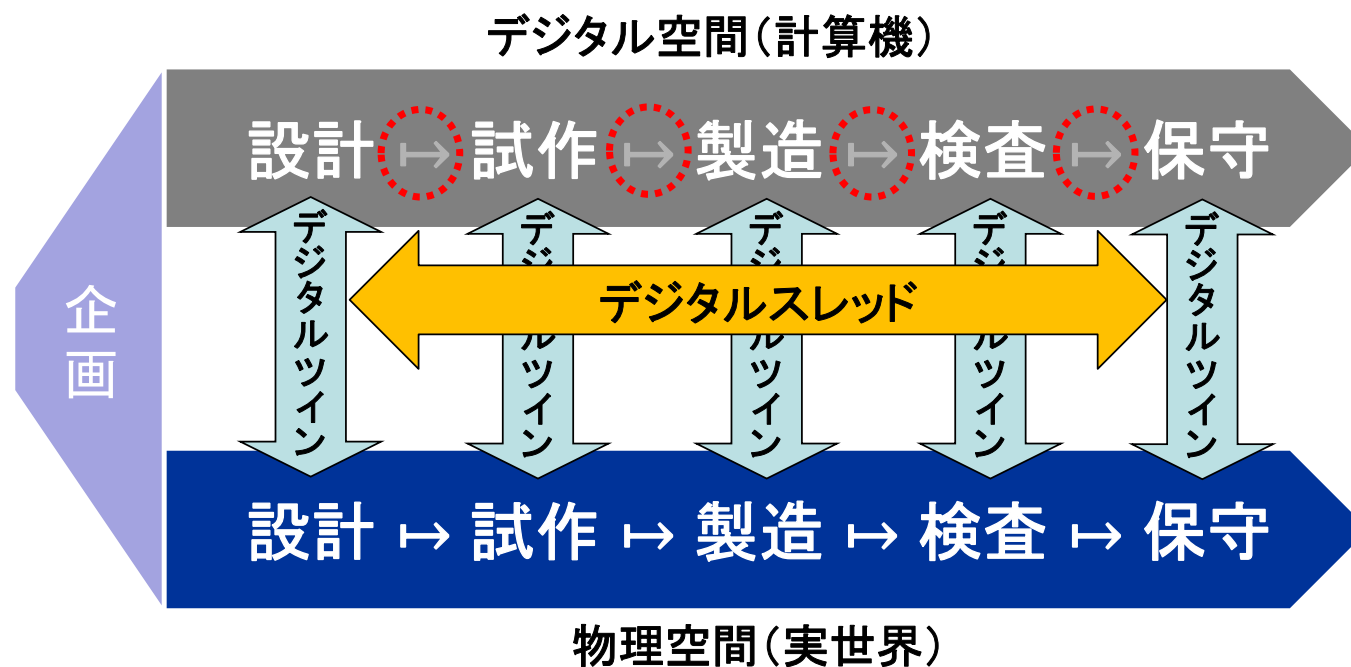 デジタル空間（計算機）
設計 ↦ 試作 ↦ 製造 ↦ 検査 ↦ 保守
企画
デジタルツイン
デジタルツイン
デジタルツイン
デジタルツイン
デジタルツイン
デジタルスレッド
設計 ↦ 試作 ↦ 製造 ↦ 検査 ↦ 保守
物理空間（実世界）